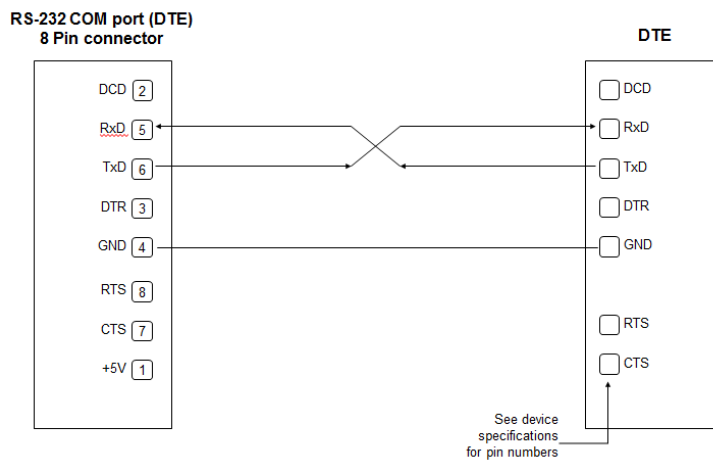 RS-232 COM port (DTE)
8 Pin connector
DTE
DCD 2
RxD 5
TxD 6
DTR 3
GND 4
RTS 8
CTS 7
+5V 1
DCD
RxD
TxD
DTR
GND
RTS
CTS
See device
specifications
for pin numbers